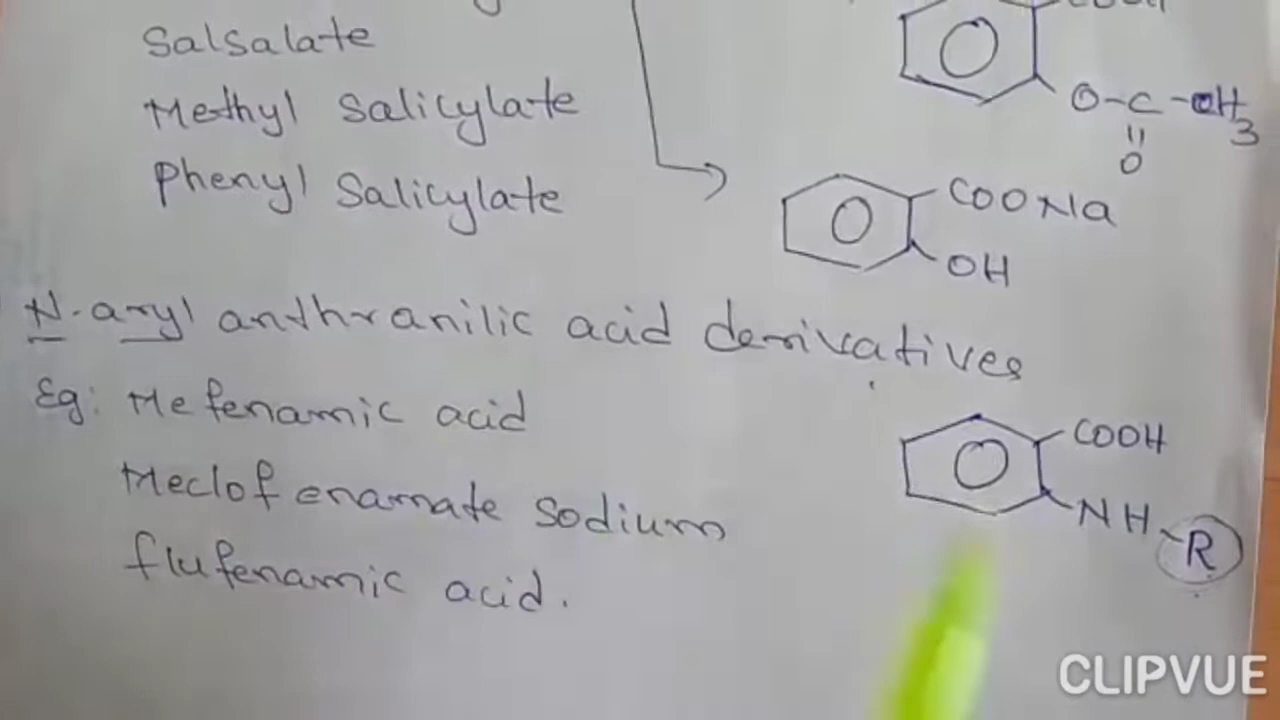 Salsalate
Methyl Salicylate
Phenyl Salicylate
O-C-CH3
O
COONa
OH
N-aryl anthranilic acid derivatives
Eg: Mefenamic acid
Meclofenamate sodium
flufenamic acid.
COOH
NH-R
CLIPVUE